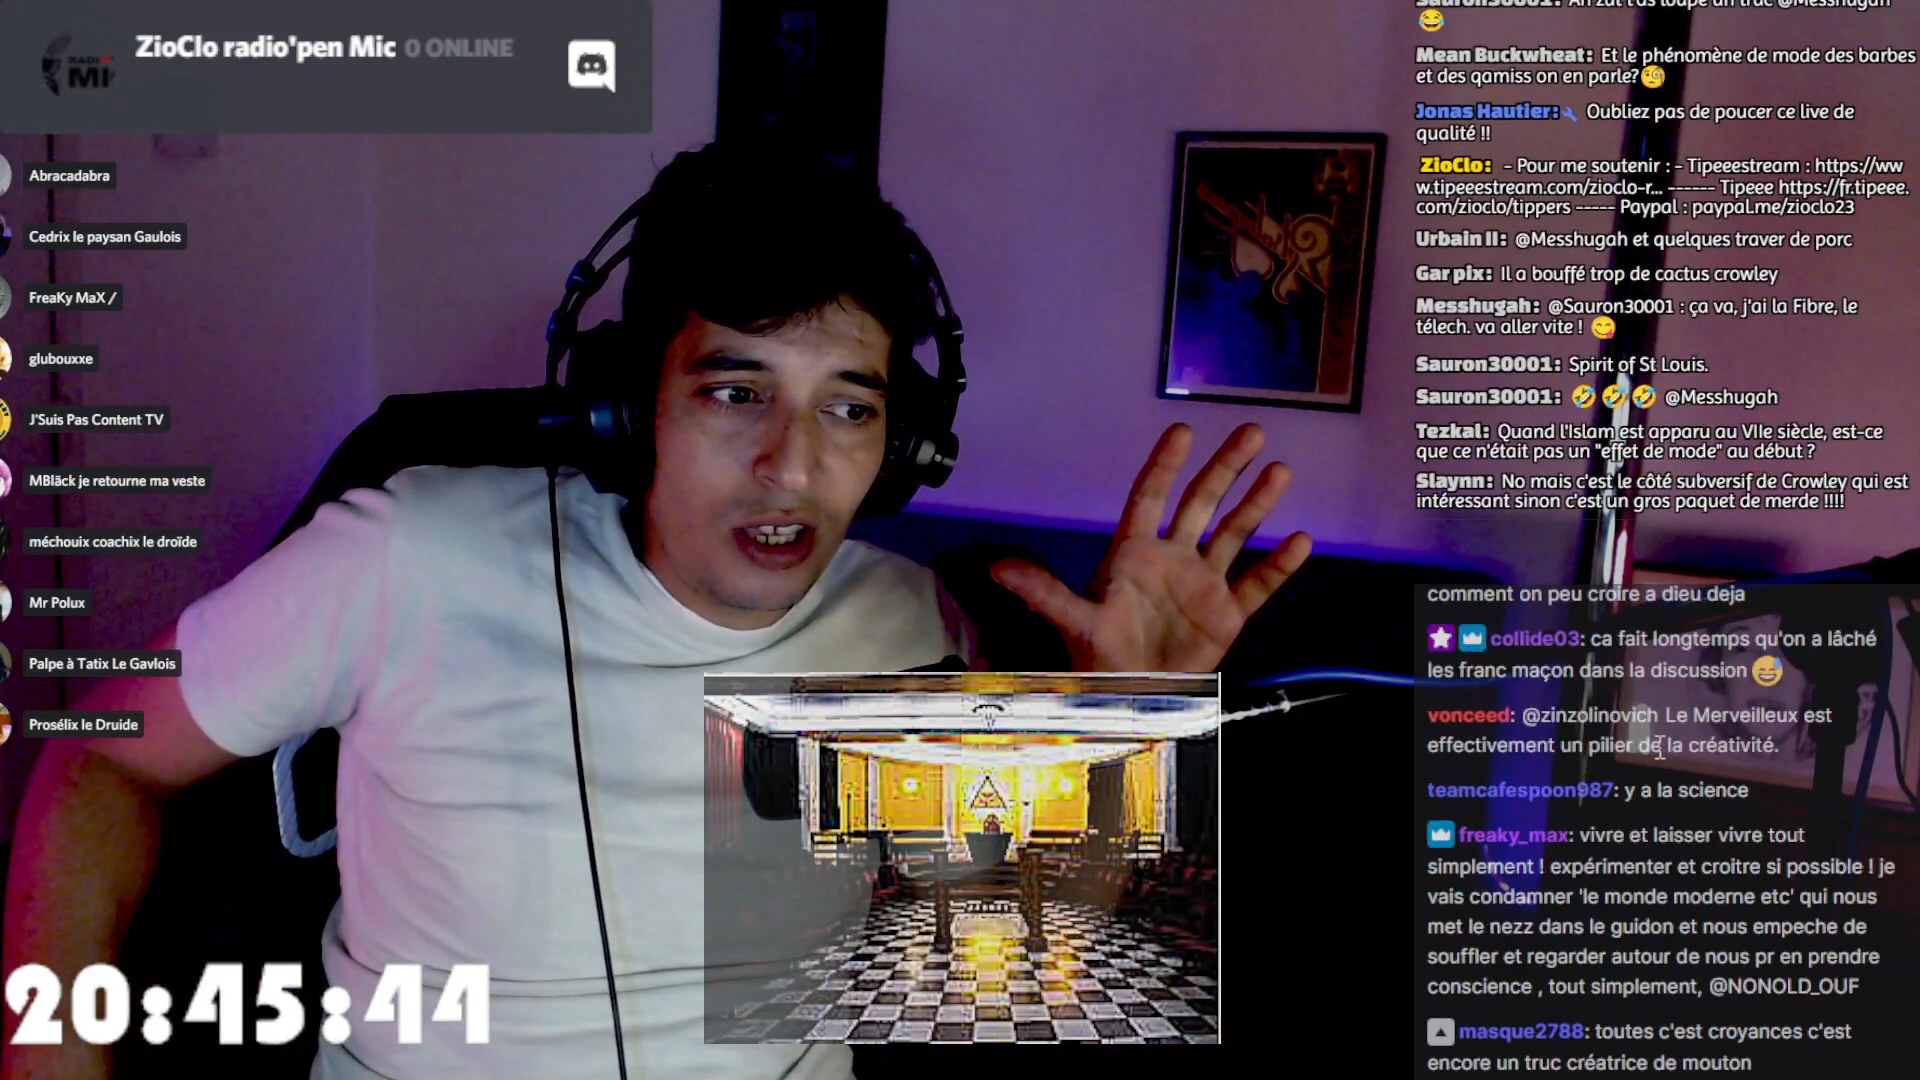 ZioClo radio'pen Mic 0 ONLINE
RADIO
MI
Abracadabra
Cedrix le paysan Gaulois
FreaKy MaX /
glubouxxe
J'Suis Pas Content TV
MBläck je retourne ma veste
méchouix coachix le droïde
Mr Polux
Palpe à Tatix Le Gavlois
Prosélix le Druide
20:45:44
Sauron30001: Ah zut t'as loupé un truc @Messhugah
😂
Mean Buckwheat: Et le phénomène de mode des barbes
et des qamiss on en parle?🧐
Jonas Hautier: Oubliez pas de poucer ce live de
qualité !!
ZioClo: - Pour me soutenir : - Tipeeestream : https://ww
w.tipeeestream.com/zioclo-r... ------ Tipeee https://fr.tipeee.
com/zioclo/tippers ----- Paypal : paypal.me/zioclo23
Urbain II: @Messhugah et quelques traver de porc
Gar pix: Il a bouffé trop de cactus crowley
Messhugah: @Sauron30001 : ça va, j'ai la Fibre, le
télech. va aller vite ! 😋
Sauron30001: Spirit of St Louis.
Sauron30001: 🤣 🤣 🤣 @Messhugah
Tezkal: Quand l'Islam est apparu au VIIe siècle, est-ce
que ce n'était pas un "effet de mode" au début ?
Slaynn: No mais c'est le côté subversif de Crowley qui est
intéressant sinon c'est un gros paquet de merde !!!!
comment on peu croire a dieu deja
collide03: ca fait longtemps qu'on a lâché
les franc maçon dans la discussion 😅
vonceed: @zinzolinovich Le Merveilleux est
effectivement un pilier de la créativité.
teamcafespoon987: y a la science
freaky_max: vivre et laisser vivre tout
simplement ! expérimenter et croitre si possible ! je
vais condamner 'le monde moderne etc' qui nous
met le nezz dans le guidon et nous empeche de
souffler et regarder autour de nous pr en prendre
conscience , tout simplement, @NONOLD_OUF
masque2788: toutes c'est croyances c'est
encore un truc créatrice de mouton